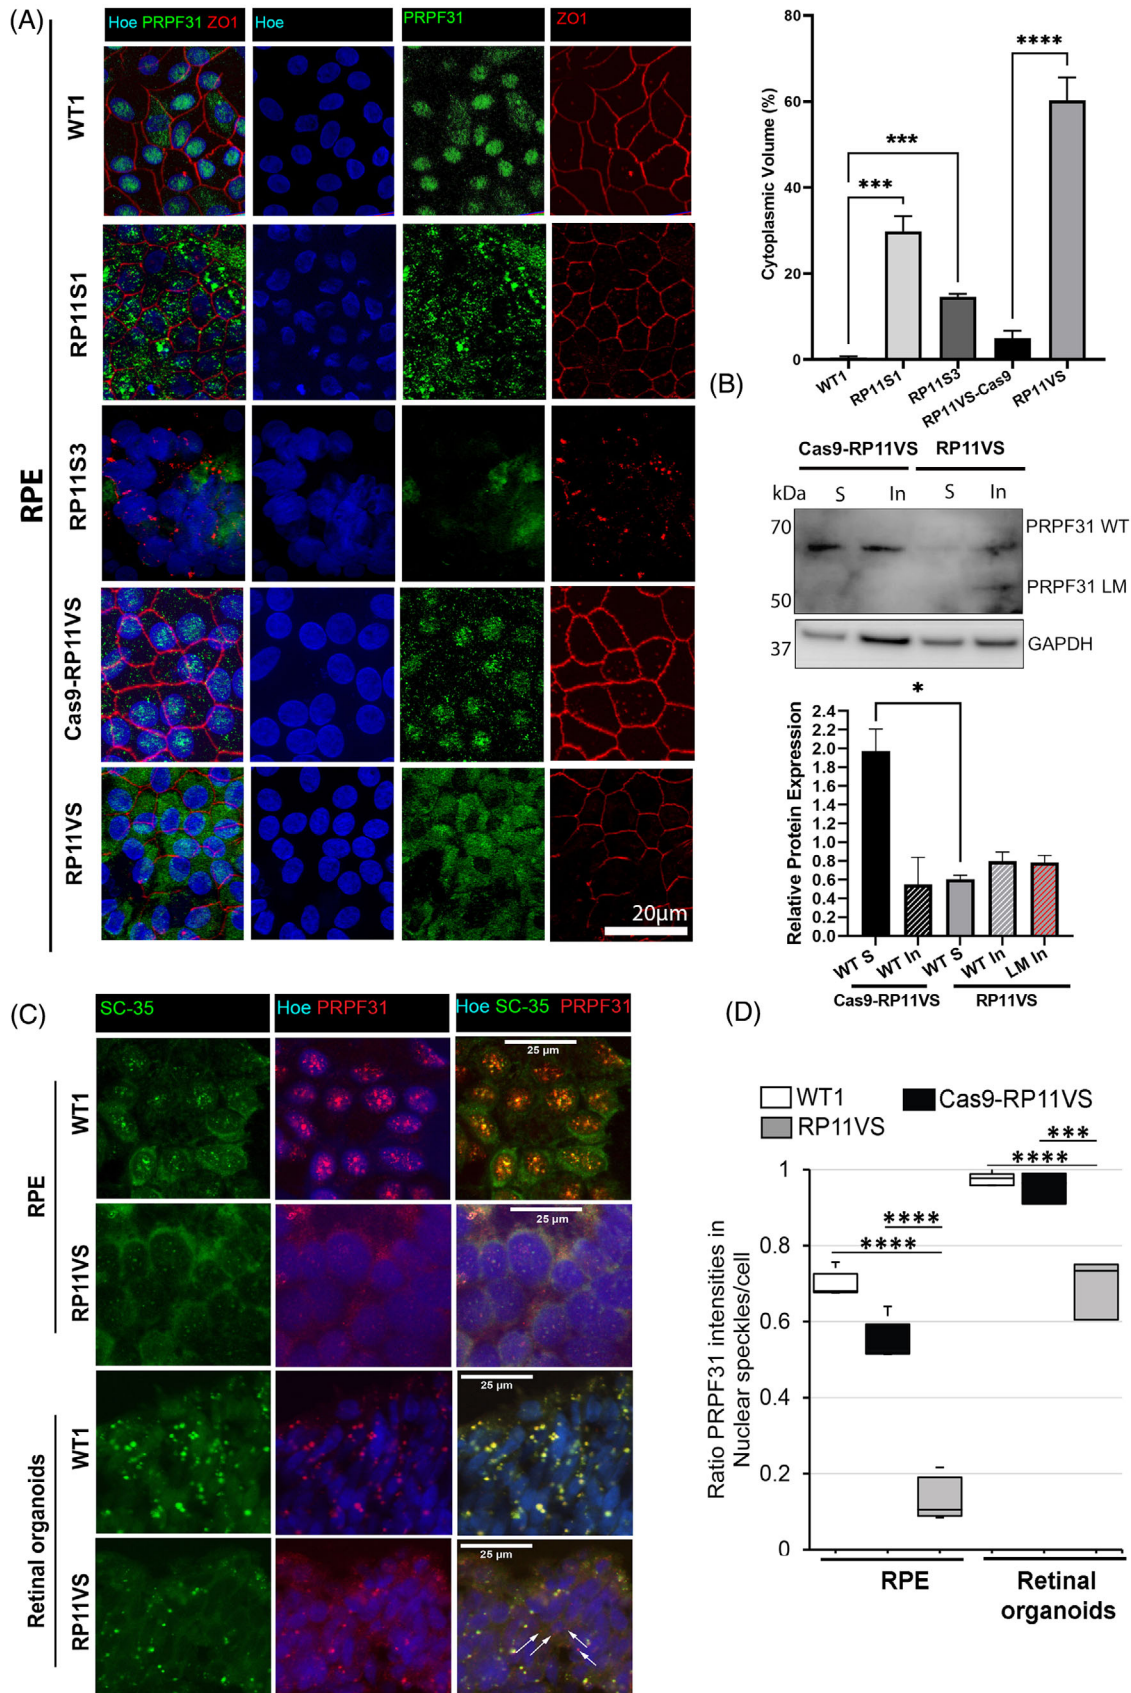 (A)
Hoe PRPF31 ZO1
Hoe
PRPF31
ZO1
RPE
WT1
RP11S1
RP11S3
Cas9-RP11VS
RP11VS
20µm
Cytoplasmic Volume (%)
80
60
40
20
0
****
***
***
WT1
RP11S1
RP11S3
RP11VS-Cas9
RP11VS
(B)
Cas9-RP11VS RP11VS
kDa S In S In
70
50
37
PRPF31 WT
PRPF31 LM
GAPDH
*
Relative Protein Expression
2.4
2.2
2.0
1.8
1.6
1.4
1.2
1.0
0.8
0.6
0.4
0.2
0.0
WT S
WT In
WT S
WT In
LM In
Cas9-RP11VS
RP11VS
(C)
SC-35
Hoe PRPF31
Hoe SC-35 PRPF31
RPE
WT1
25 µm
RP11VS
25 µm
Retinal organoids
WT1
25 µm
RP11VS
25 µm
(D)
WT1
Cas9-RP11VS
RP11VS
Ratio PRPF31 intensities in
Nuclear speckles/cell
1
0.8
0.6
0.4
0.2
0
****
****
***
****
RPE
Retinal
organoids